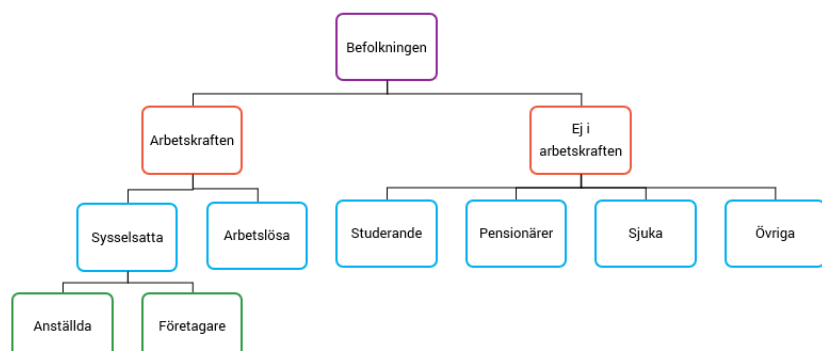 Befolkningen
Arbetskraften
Ej i
arbetskraften
Sysselsatta
Arbetslösa
Studerande
Pensionärer
Sjuka
Övriga
Anställda
Företagare